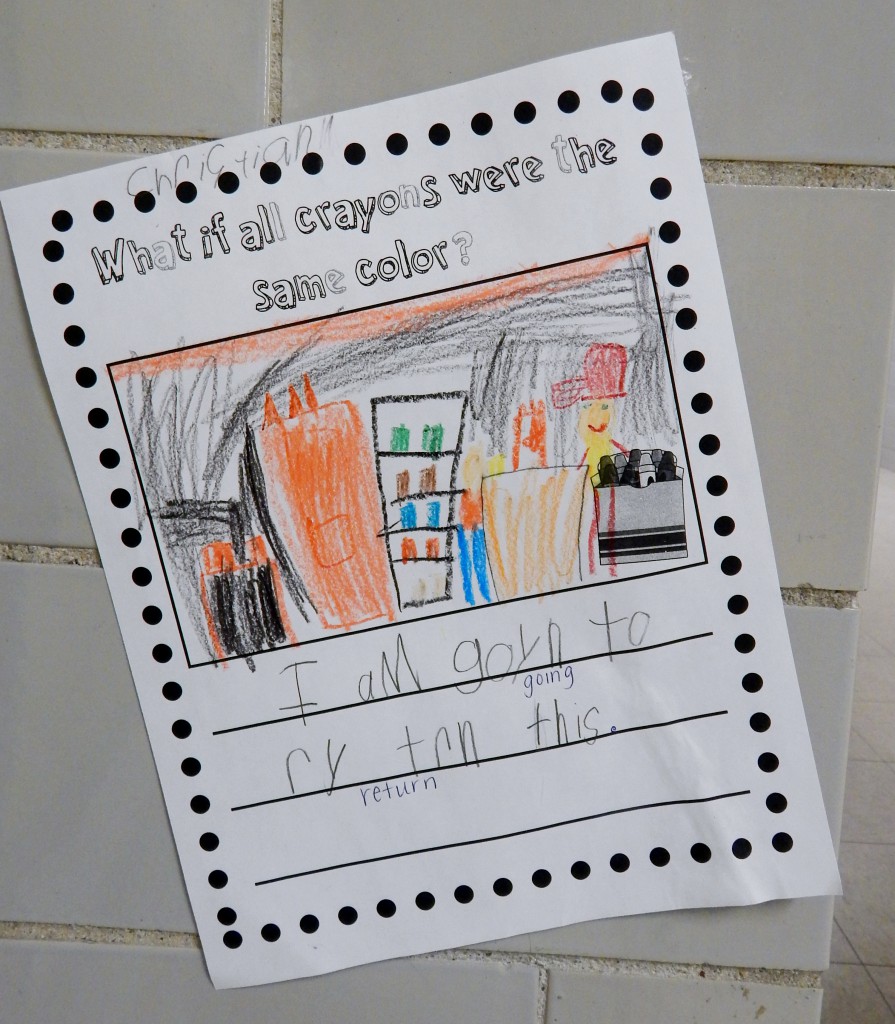 Christian
What if all crayons were the
same color?
I aM goyn to
going
ry trn this.
return